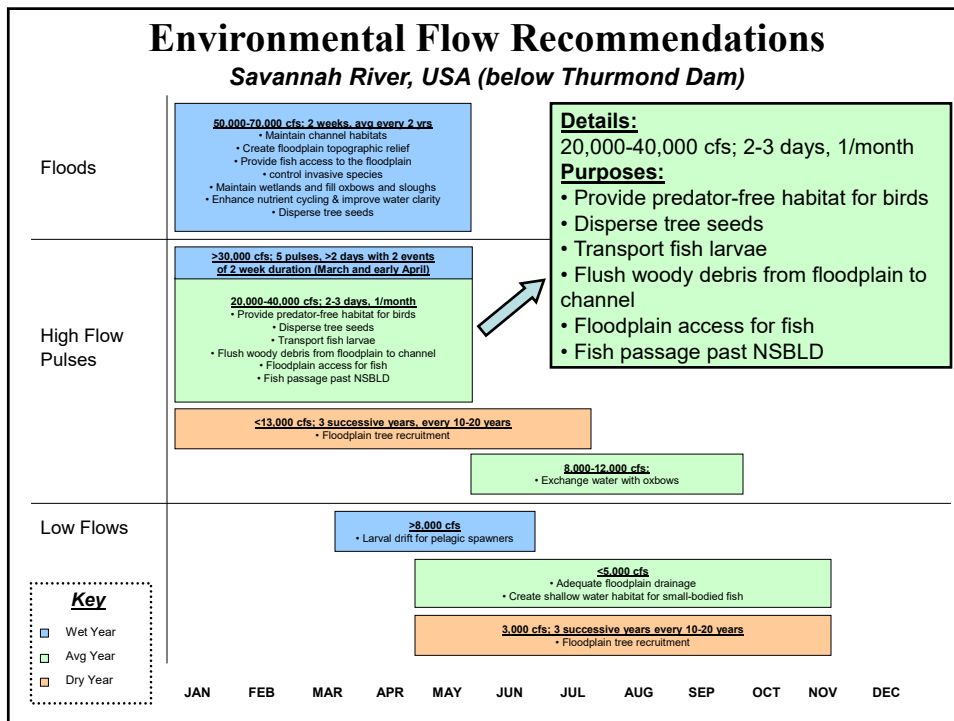 Environmental Flow Recommendations
Savannah River, USA (below Thurmond Dam)
Floods
50,000-70,000 cfs; 2 weeks, avg every 2 yrs
• Maintain channel habitats
• Create floodplain topographic relief
• Provide fish access to the floodplain
• control invasive species
• Maintain wetlands and fill oxbows and sloughs
• Enhance nutrient cycling & improve water clarity
• Disperse tree seeds
Details:
20,000-40,000 cfs; 2-3 days, 1/month
Purposes:
• Provide predator-free habitat for birds
• Disperse tree seeds
• Transport fish larvae
• Flush woody debris from floodplain to
channel
• Floodplain access for fish
• Fish passage past NSBLD
High Flow
Pulses
>30,000 cfs; 5 pulses, >2 days with 2 events
of 2 week duration (March and early April)
20,000-40,000 cfs; 2-3 days, 1/month
• Provide predator-free habitat for birds
• Disperse tree seeds
• Transport fish larvae
• Flush woody debris from floodplain to channel
• Floodplain access for fish
• Fish passage past NSBLD
<13,000 cfs; 3 successive years, every 10-20 years
• Floodplain tree recruitment
8,000-12,000 cfs;
• Exchange water with oxbows
Low Flows
>8,000 cfs
• Larval drift for pelagic spawners
<5,000 cfs
• Adequate floodplain drainage
• Create shallow water habitat for small-bodied fish
3,000 cfs; 3 successive years every 10-20 years
• Floodplain tree recruitment
Key
Wet Year
Avg Year
Dry Year
JAN FEB MAR APR MAY JUN JUL AUG SEP OCT NOV DEC